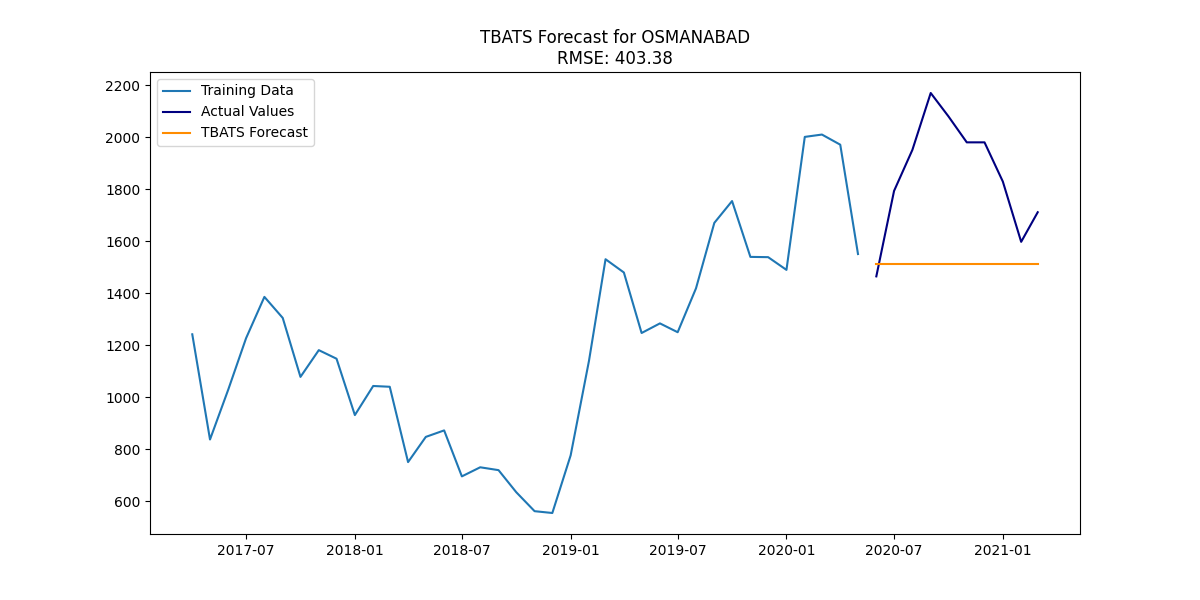 TBATS Forecast for OSMANABAD
RMSE: 403.38
Training Data
Actual Values
TBATS Forecast
2200
2000
1800
1600
1400
1200
1000
800
600
2017-07 2018-01 2018-07 2019-01 2019-07 2020-01 2020-07 2021-01